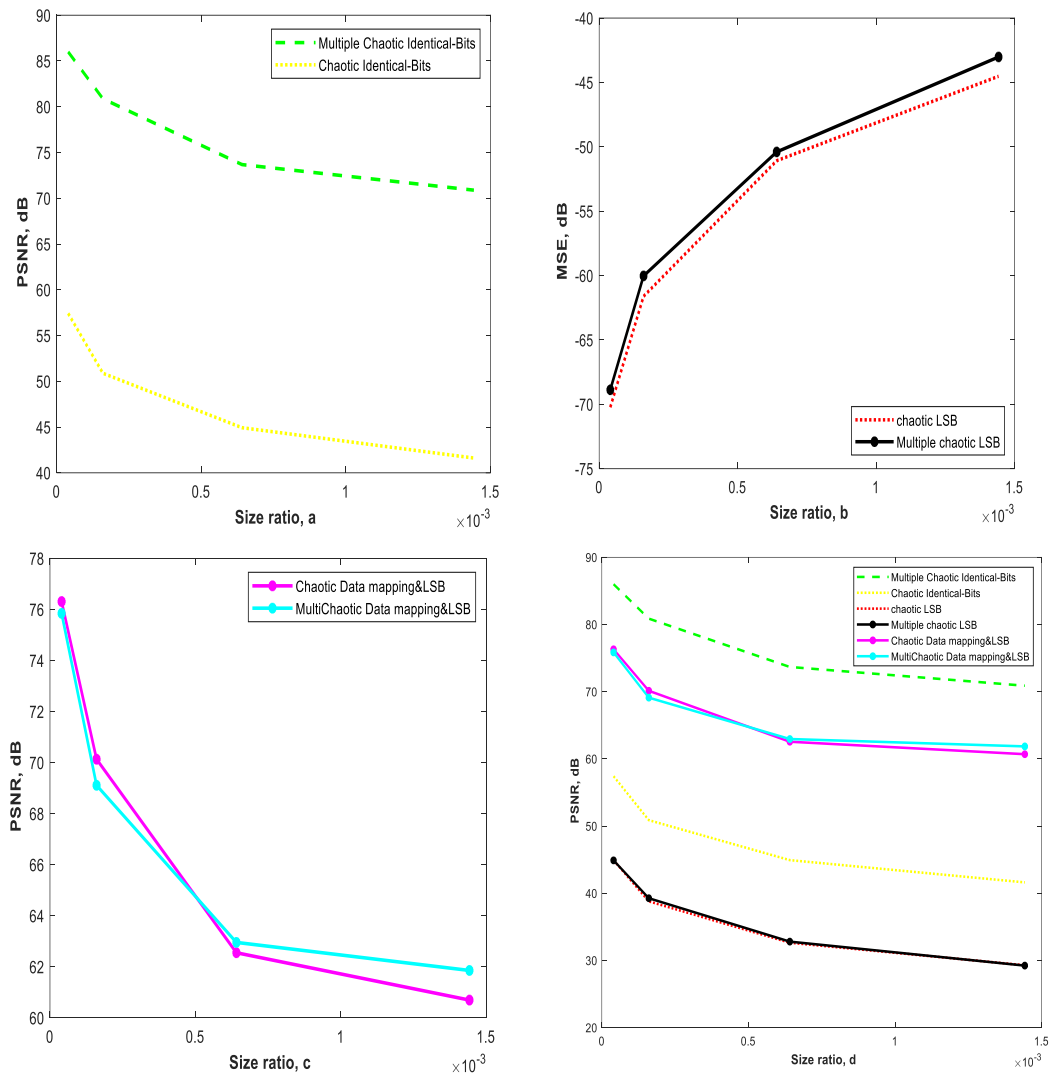 90
85
80
75
70
65
60
55
50
45
40
PSNR, dB
Multiple Chaotic Identical-Bits
Chaotic Identical-Bits
0
0.5
1
1.5
Size ratio, a
×10-3
-40
-45
-50
-55
-60
-65
-70
-75
MSE, dB
chaotic LSB
Multiple chaotic LSB
0
0.5
1
1.5
Size ratio, b
×10-3
78
76
74
72
70
68
66
64
62
60
PSNR, dB
Chaotic Data mapping&LSB
MultiChaotic Data mapping&LSB
0
0.5
1
1.5
Size ratio, c
×10-3
90
80
70
60
50
40
30
20
PSNR, dB
Multiple Chaotic Identical-Bits
Chaotic Identical-Bits
chaotic LSB
Multiple chaotic LSB
Chaotic Data mapping&LSB
MultiChaotic Data mapping&LSB
0
0.5
1
1.5
Size ratio, d
×10-3